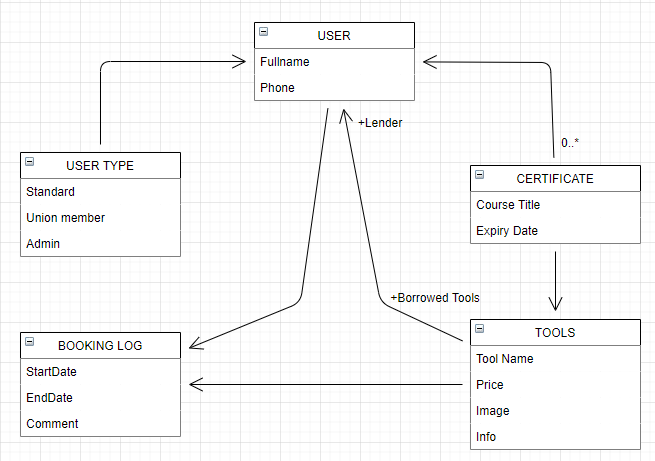 USER
Fullname
Phone
+Lender
0..*
USER TYPE
Standard
Union member
Admin
CERTIFICATE
Course Title
Expiry Date
+Borrowed Tools
BOOKING LOG
StartDate
EndDate
Comment
TOOLS
Tool Name
Price
Image
Info